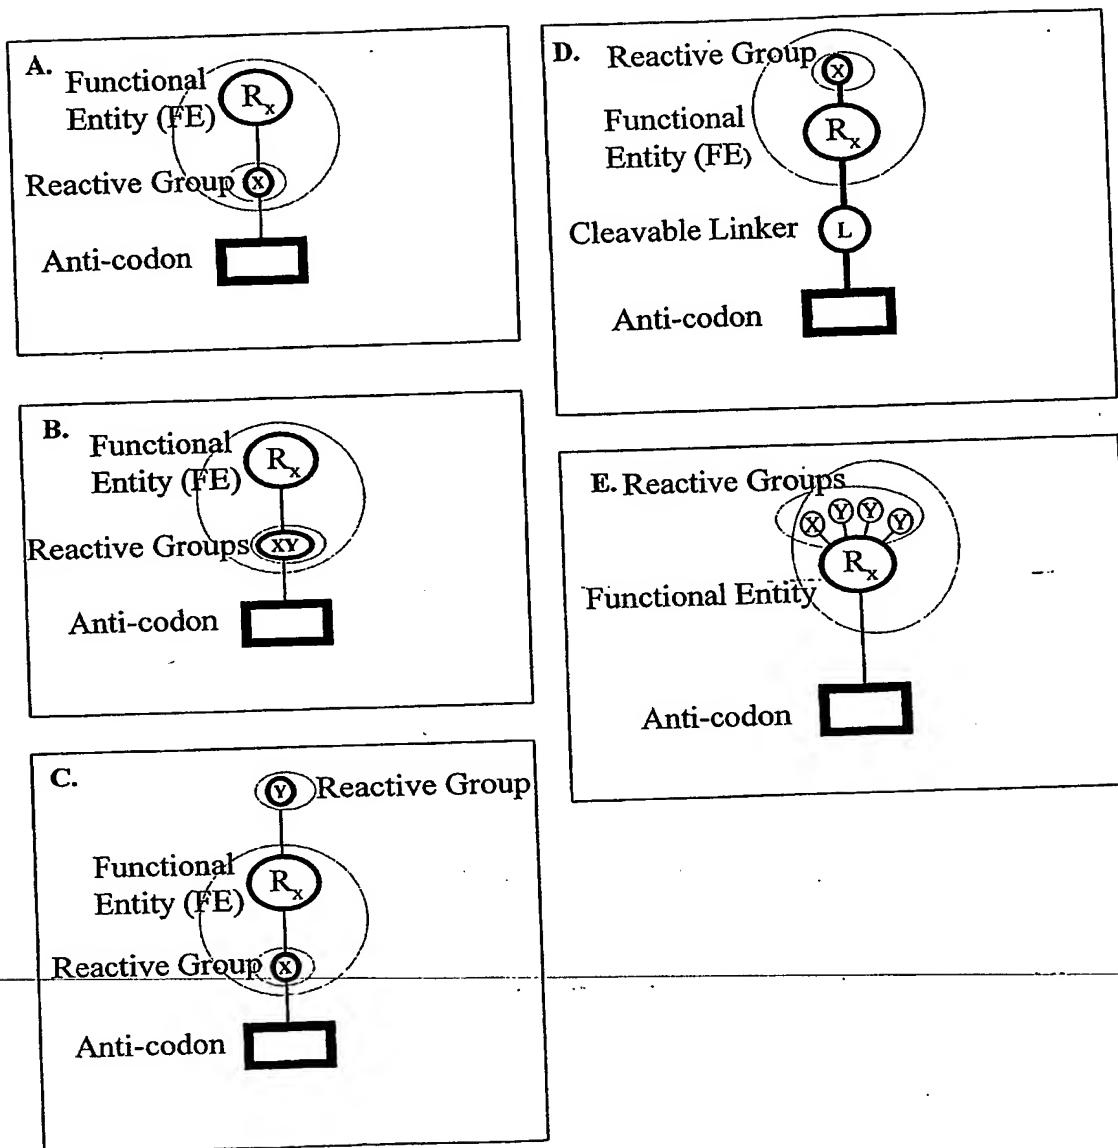 A.
Functional
Entity (FE)
Rx
Reactive Group
X
Anti-codon
B.
Functional
Entity (FE)
Rx
Reactive Groups
XY
Anti-codon
C.
Y
Reactive Group
Functional
Entity (FE)
Rx
Reactive Group
X
Anti-codon
D.
Reactive Group
X
Functional
Entity (FE)
Rx
Cleavable Linker
L
Anti-codon
E. Reactive Groups
X Y Y Y
Rx
Functional Entity
Anti-codon